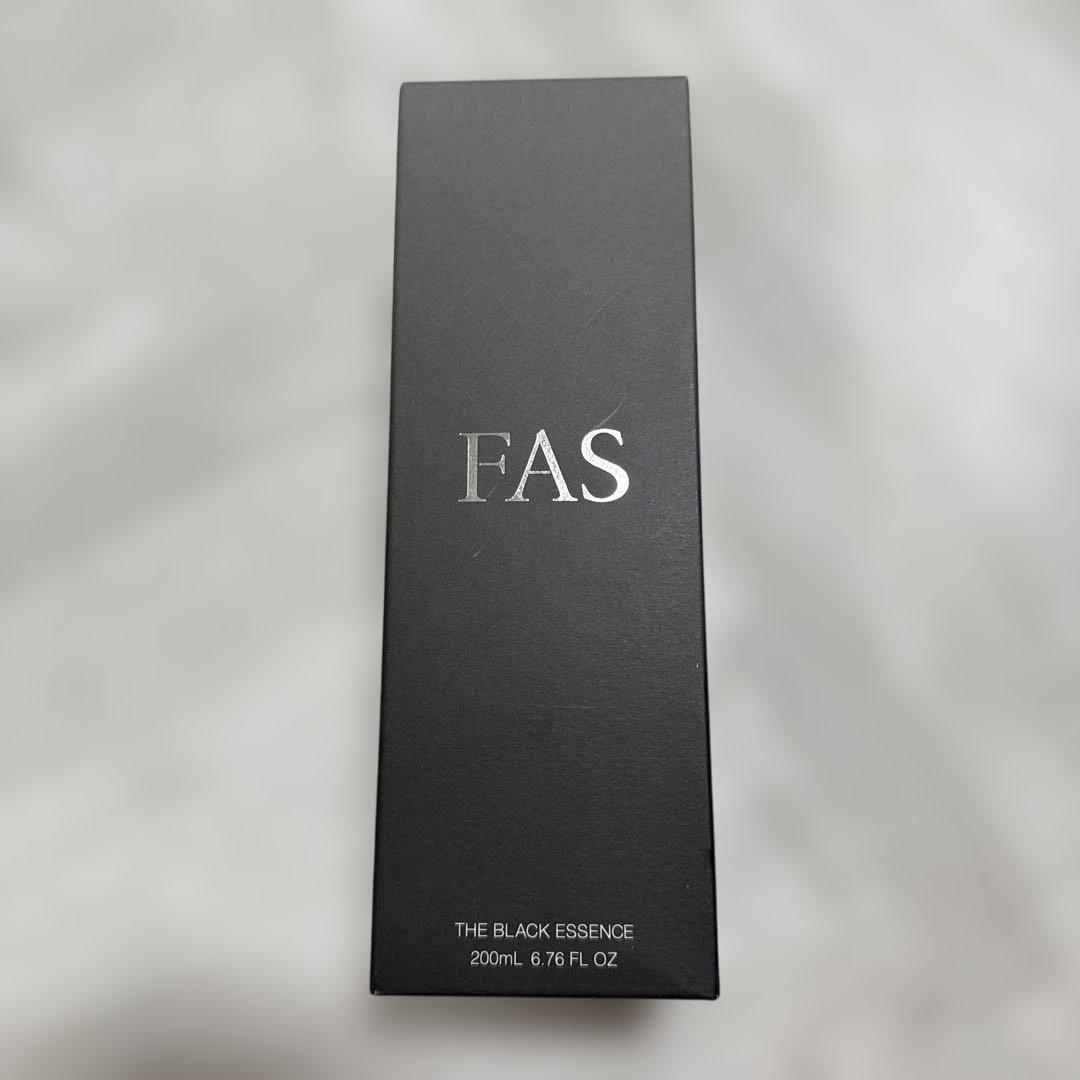 FAS
THE BLACK ESSENCE
200mL 6.76 FL OZ